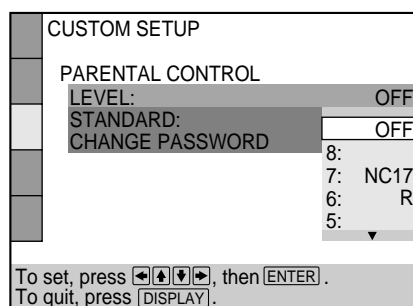 CUSTOM SETUP
PARENTAL CONTROL
LEVEL: OFF
STANDARD:
CHANGE PASSWORD
OFF
8:
7: NC17
6: R
5:
To set, press ←↑↓→, then ENTER.
To quit, press DISPLAY.